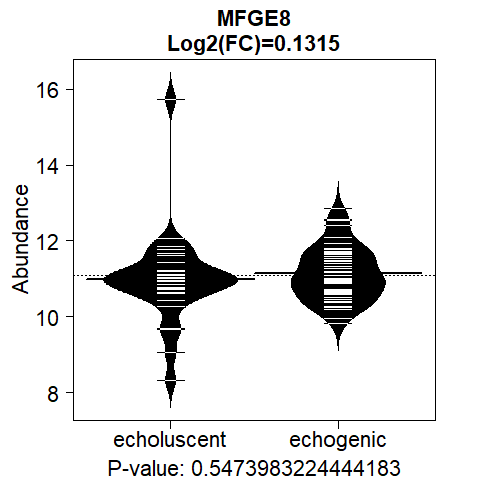 MFGE8
Log2(FC)=0.1315
Abundance
16
14
12
10
8
echoluscent echogenic
P-value: 0.5473983224444183